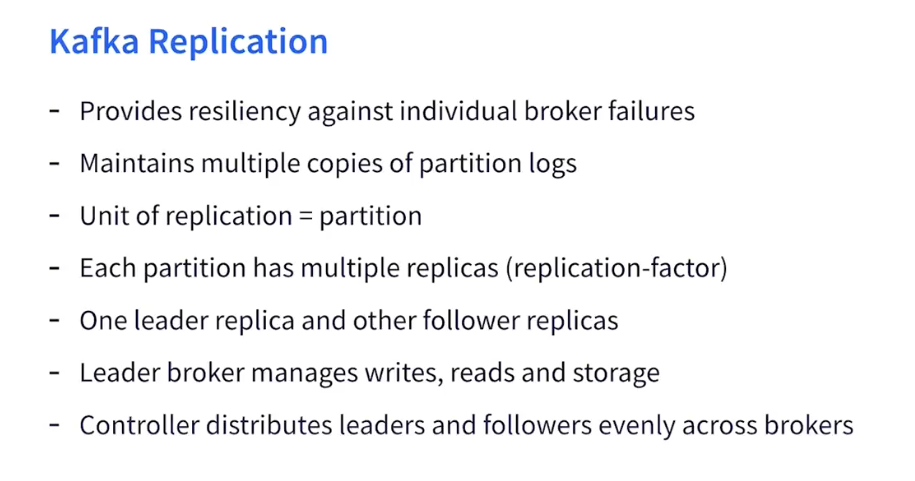 Kafka Replication
- Provides resiliency against individual broker failures
- Maintains multiple copies of partition logs
- Unit of replication = partition
- Each partition has multiple replicas (replication-factor)
- One leader replica and other follower replicas
- Leader broker manages writes, reads and storage
- Controller distributes leaders and followers evenly across brokers